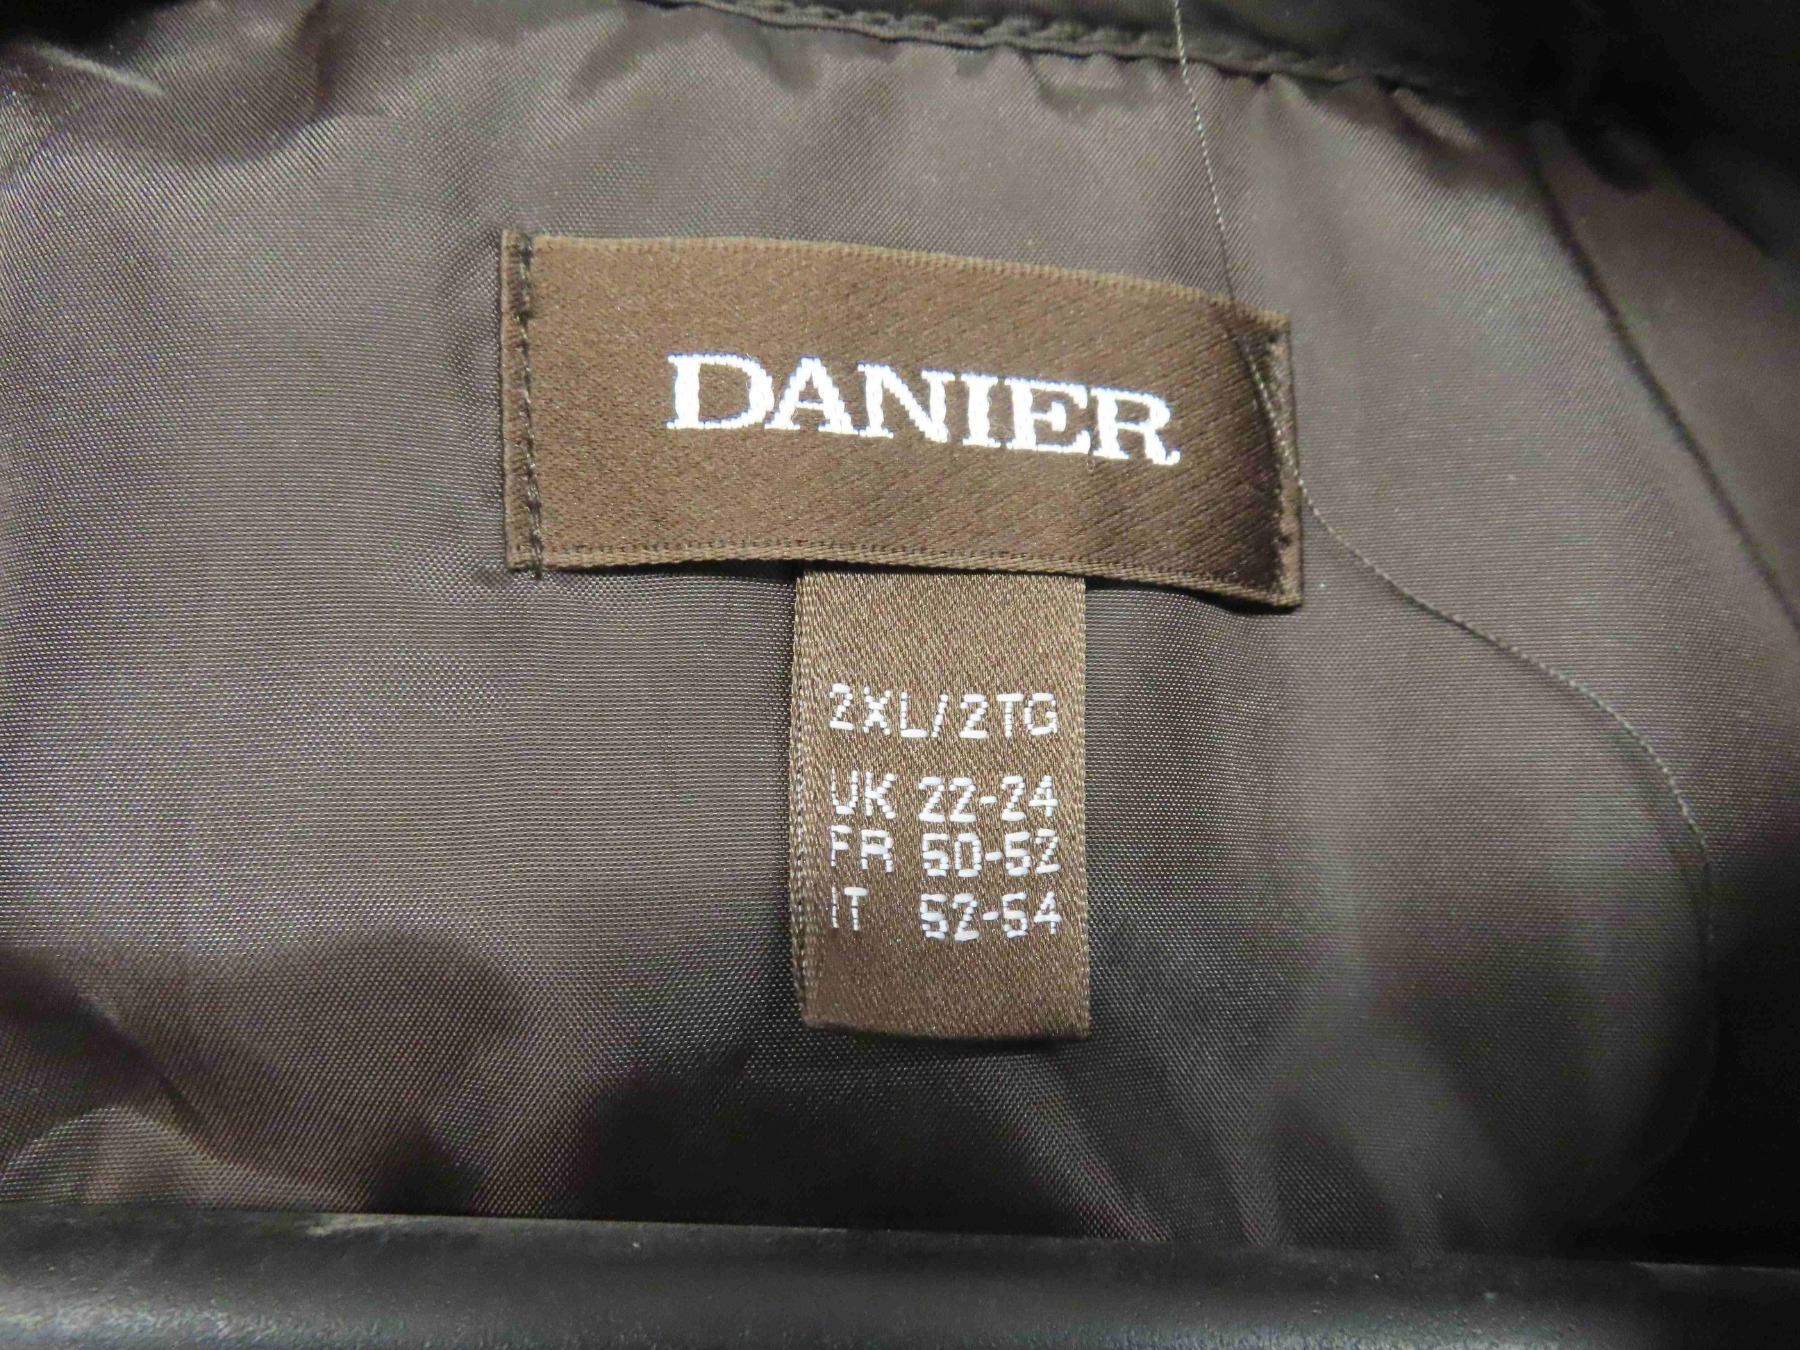 DANIER
2XL/2TG
UK 22-24
FR 50-52
IT 52-54